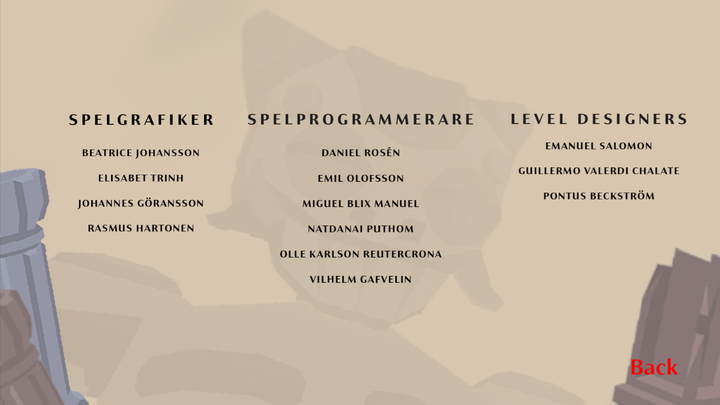 SPELGRAFIKER
BEATRICE JOHANSSON
ELISABET TRINH
JOHANNES GÖRANSSON
RASMUS HARTONEN
SPELPROGRAMMERARE
DANIEL ROSÉN
EMIL OLOFSSON
MIGUEL BLIX MANUEL
NATDANAI PUTHOM
OLLE KARLSON REUTERCRONA
VILHELM GAFVELIN
LEVEL DESIGNERS
EMANUEL SALOMON
GUILLERMO VALERDI CHALATE
PONTUS BECKSTRÖM
Back